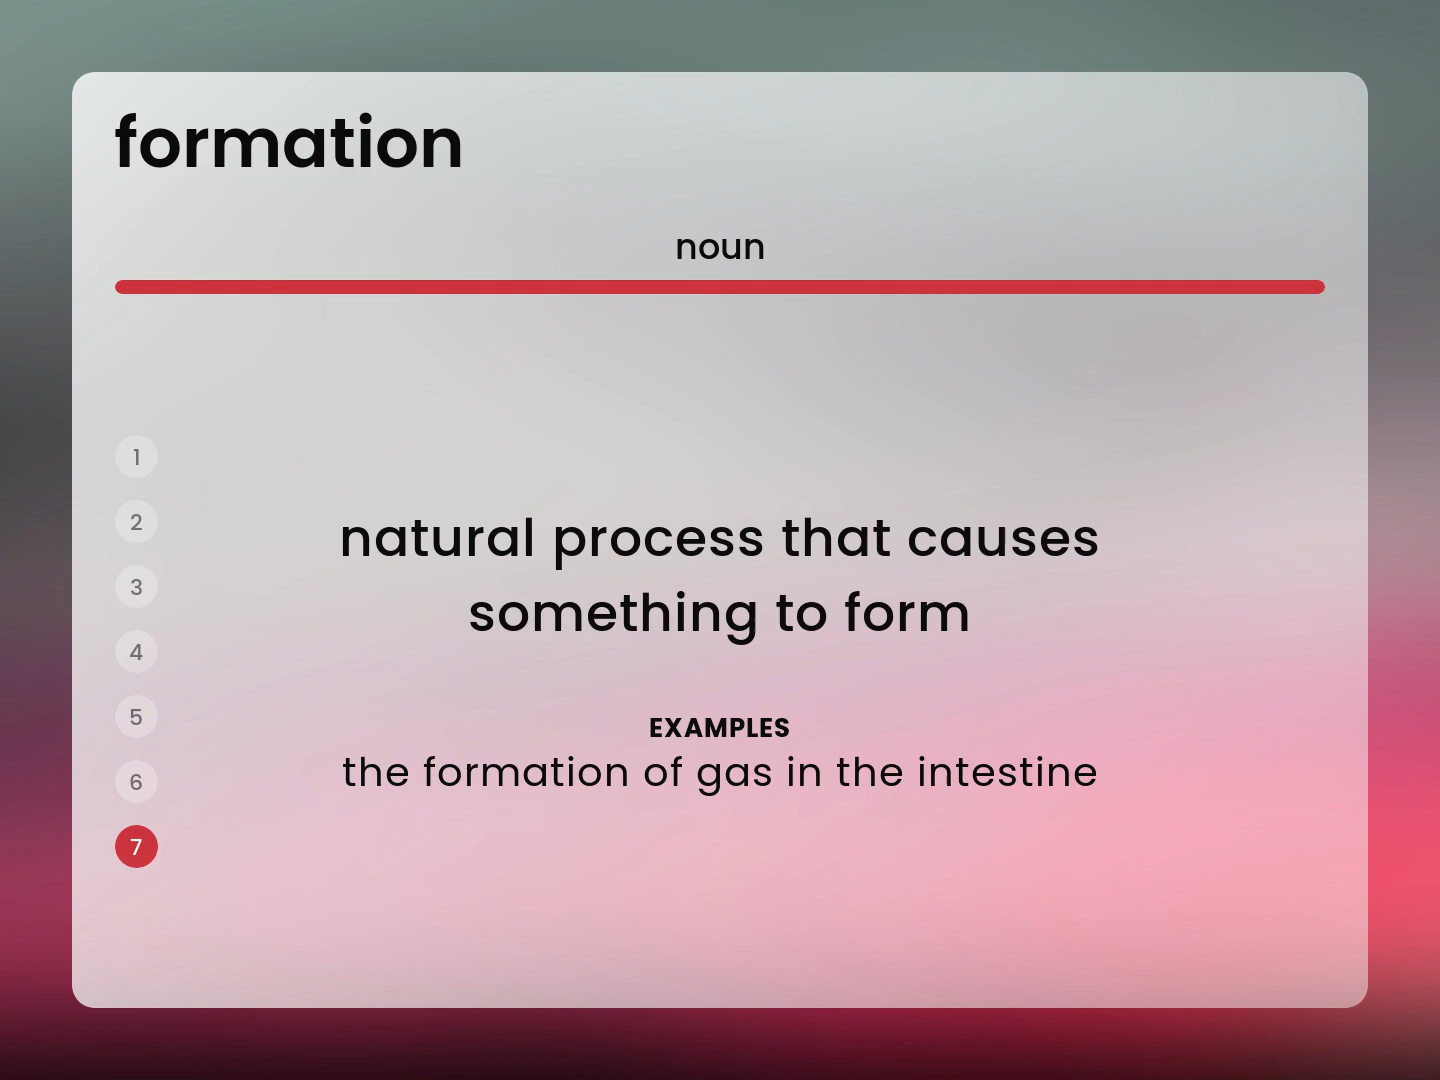 formation
noun
1
2
3
4
5
6
7
natural process that causes
something to form
EXAMPLES
the formation of gas in the intestine